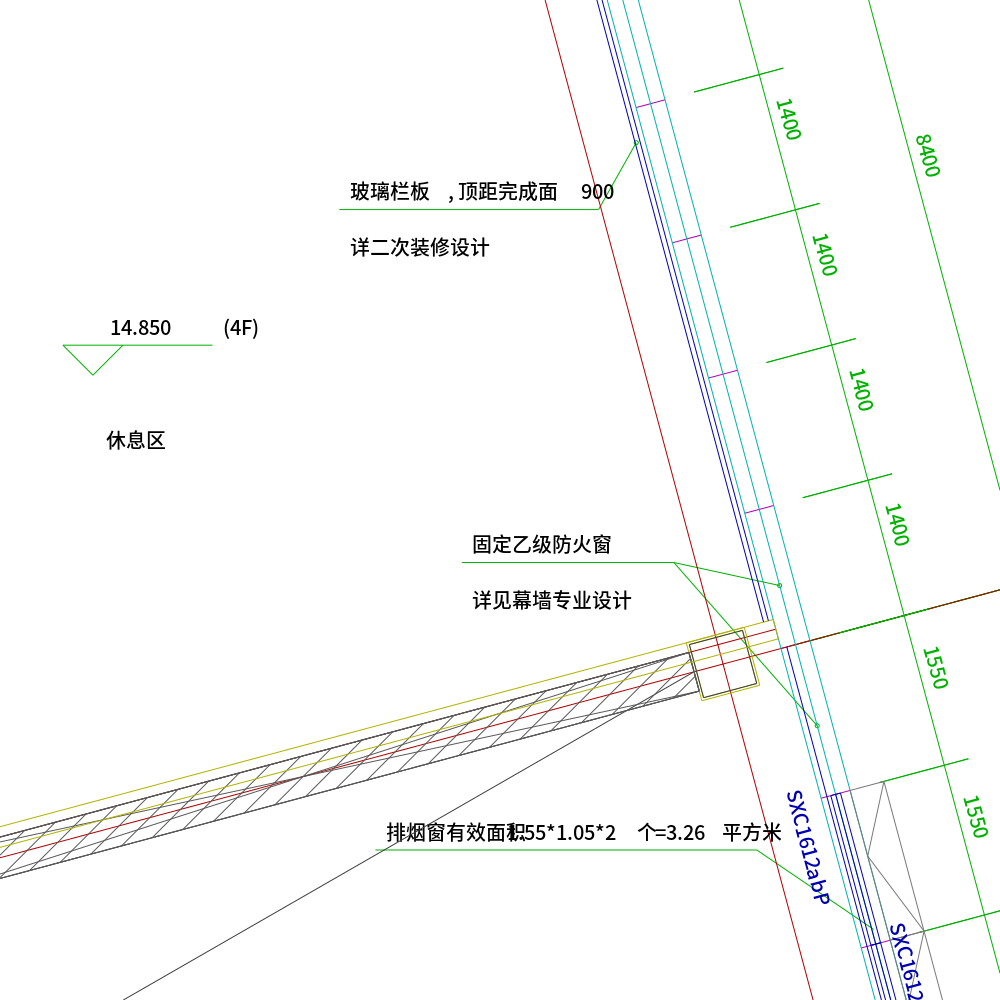 1400
8400
玻璃栏板 , 顶距完成面 900
详二次装修设计
1400
14.850 (4F)
1400
休息区
1400
固定乙级防火窗
详见幕墙专业设计
1550
1550
排烟窗有效面积1.55*1.05*2 个=3.26 平方米
SXC1612abP
SXC1612